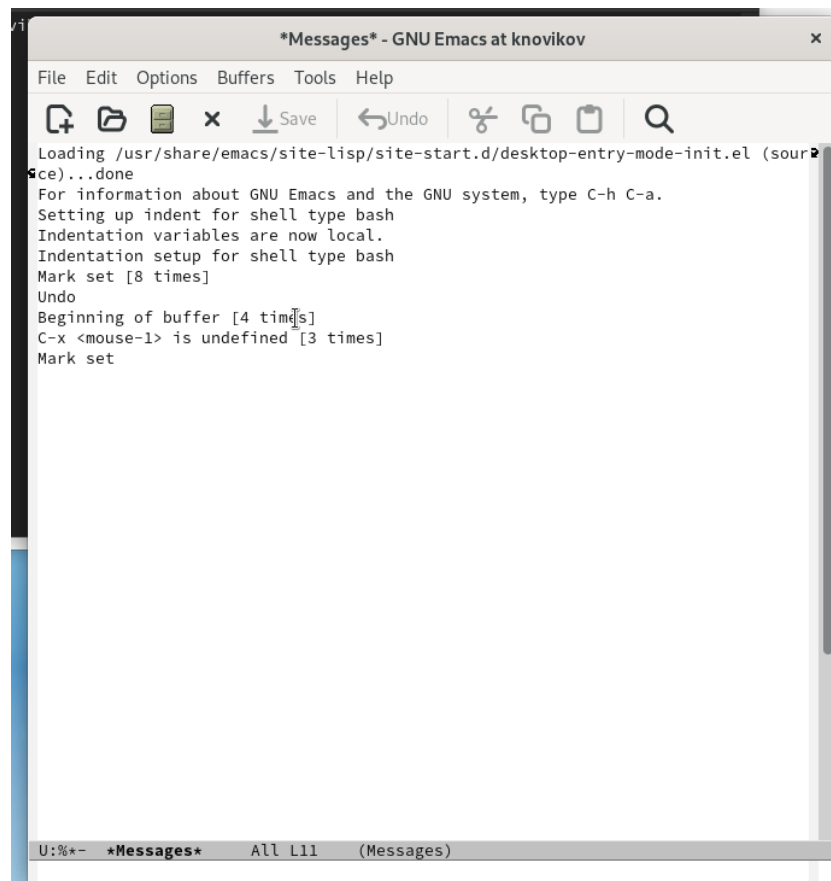 vi
*Messages* - GNU Emacs at knovikov
File Edit Options Buffers Tools Help
Save Undo
Loading /usr/share/emacs/site-lisp/site-start.d/desktop-entry-mode-init.el (sour
ce)...done
For information about GNU Emacs and the GNU system, type C-h C-a.
Setting up indent for shell type bash
Indentation variables are now local.
Indentation setup for shell type bash
Mark set [8 times]
Undo
Beginning of buffer [4 times]
C-x <mouse-1> is undefined [3 times]
Mark set
U:%*- *Messages* All L11 (Messages)